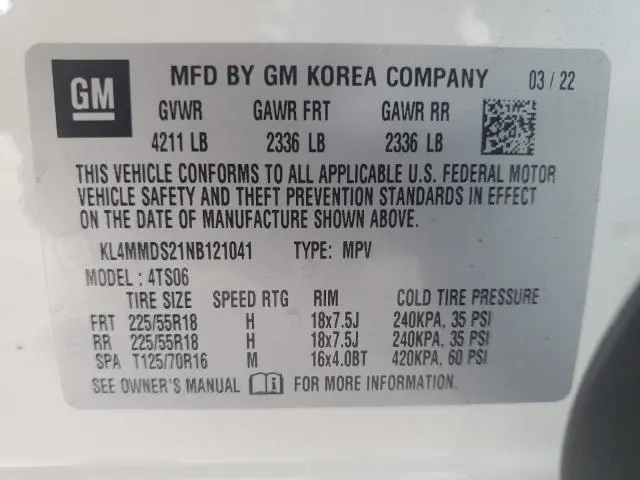 GM
MFD BY GM KOREA COMPANY 03 / 22
GVWR GAWR FRT GAWR RR
4211 LB 2336 LB 2336 LB
THIS VEHICLE CONFORMS TO ALL APPLICABLE U.S. FEDERAL MOTOR
VEHICLE SAFETY AND THEFT PREVENTION STANDARDS IN EFFECT
ON THE DATE OF MANUFACTURE SHOWN ABOVE.
KL4MMDS21NB121041 TYPE: MPV
MODEL : 4TS06
TIRE SIZE SPEED RTG RIM COLD TIRE PRESSURE
FRT 225/55R18 H 18x7.5J 240KPA, 35 PSI
RR 225/55R18 H 18x7.5J 240KPA, 35 PSI
SPA T125/70R16 M 16x4.0BT 420KPA, 60 PSI
SEE OWNER'S MANUAL FOR MORE INFORMATION.